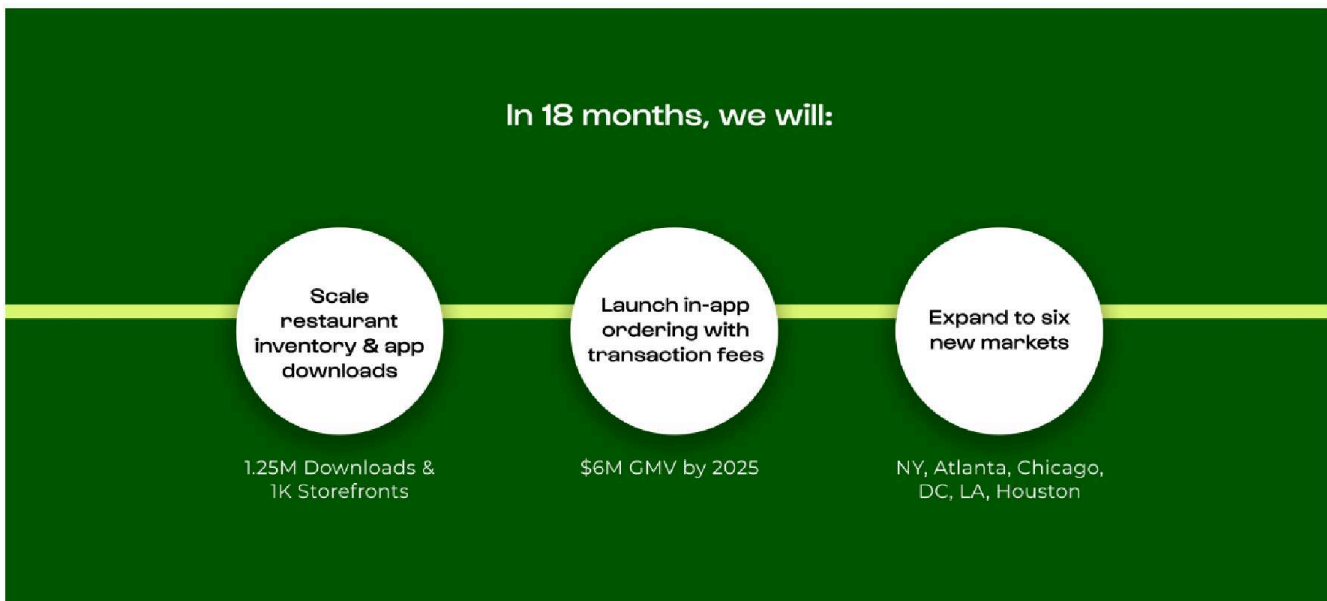 In 18 months, we will:
Scale
restaurant
inventory & app
downloads
1.25M Downloads &
1K Storefronts
Launch in-app
ordering with
transaction fees
$6M GMV by 2025
Expand to six
new markets
NY, Atlanta, Chicago,
DC, LA, Houston